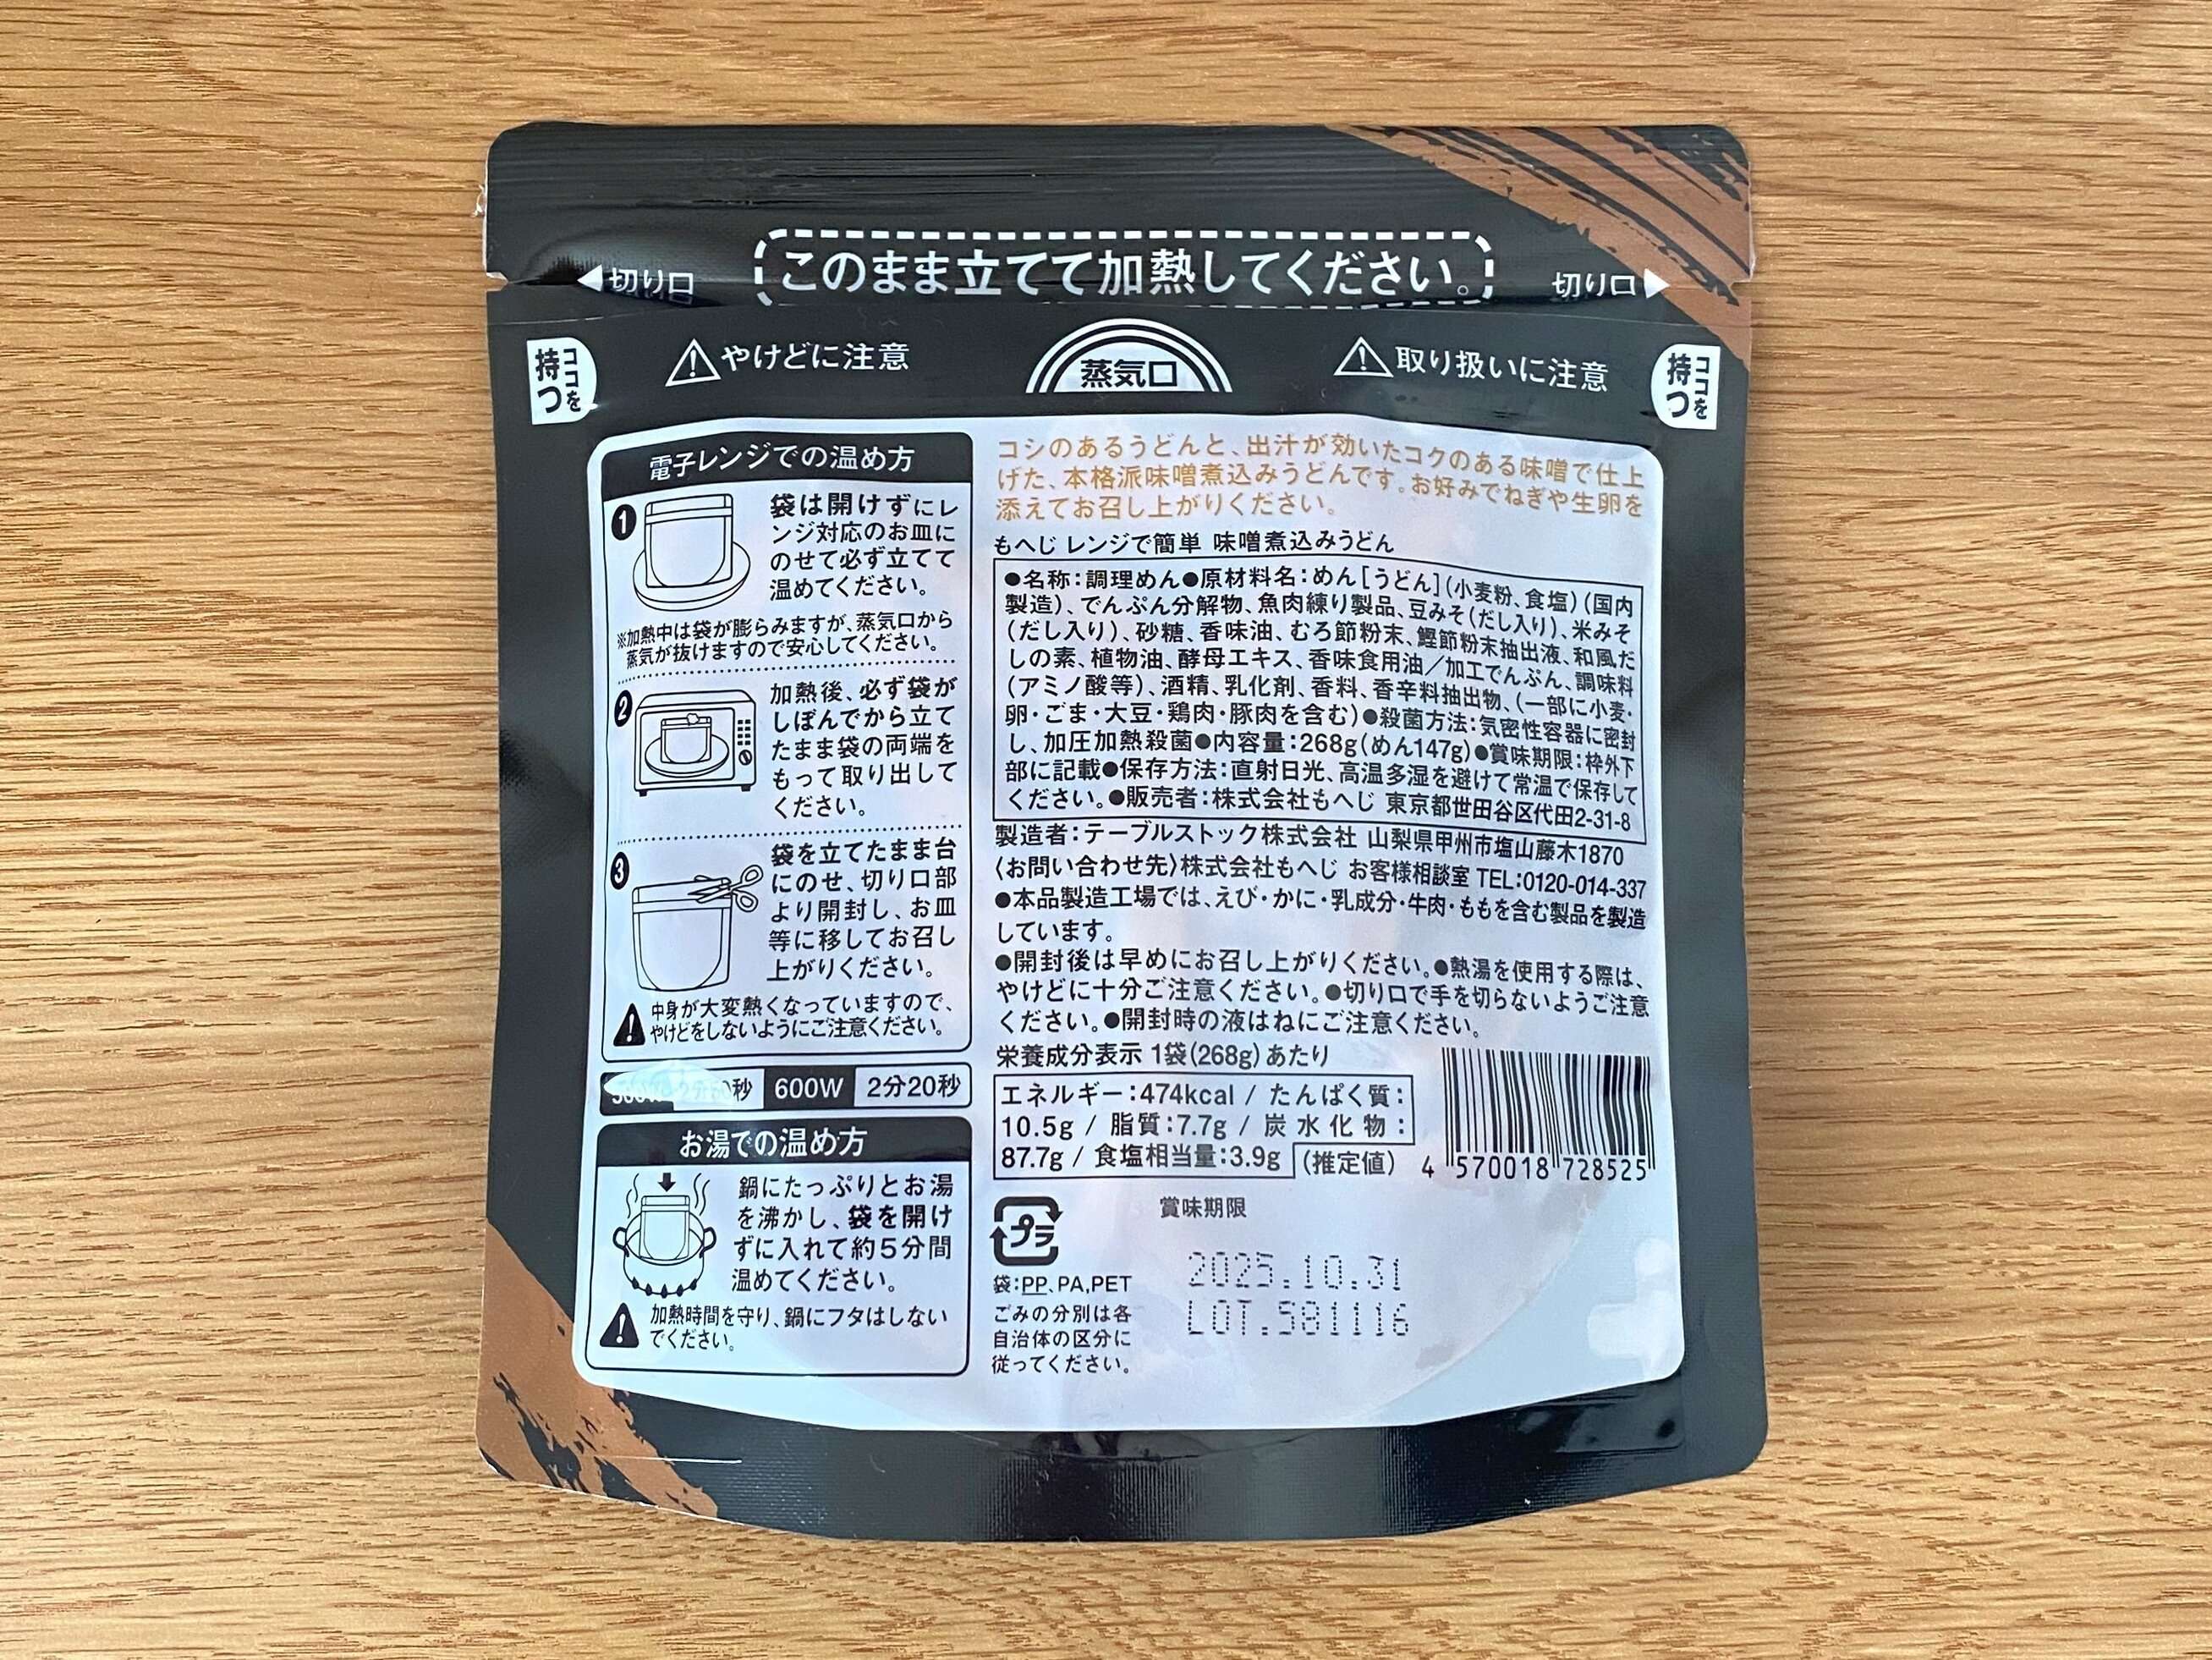 このまま立てて加熱してください。
切り口
切り口
ココを持つ
やけどに注意
蒸気口
取り扱いに注意
ココを持つ
電子レンジでの温め方
1
袋は開けずにレ
ンジ対応のお皿に
のせて必ず立てて
温めてください。
※加熱中は袋が膨らみますが、蒸気口から
蒸気が抜けますので安心してください。
2
加熱後、必ず袋が
しぼんでから立て
たまま袋の両端を
もって取り出して
ください。
3
袋を立てたまま台
にのせ、切り口部
より開封し、お皿
等に移してお召し
上がりください。
中身が大変熱くなっていますので、
やけどをしないようにご注意ください。
秒 600W 2分20秒
お湯での温め方
鍋にたっぷりとお湯
を沸かし、袋を開け
ずに入れて約5分間
温めてください。
加熱時間を守り、鍋にフタはしない
でください。
コシのあるうどんと、出汁が効いたコクのある味噌で仕上
げた、本格派味噌煮込みうどんです。お好みでねぎや生卵を
添えてお召し上がりください。
もへじ レンジで簡単 味噌煮込みうどん
●名称：調理めん●原材料名：めん［うどん］（小麦粉、食塩）（国内
製造）、でんぷん分解物、魚肉練り製品、豆みそ（だし入り）、米みそ
（だし入り）、砂糖、香味油、むろ節粉末、鰹節粉末抽出液、和風だ
しの素、植物油、酵母エキス、香味食用油／加工でんぷん、調味料
（アミノ酸等）、酒精、乳化剤、香料、香辛料抽出物、（一部に小麦・
卵・ごま・大豆・鶏肉・豚肉を含む）●殺菌方法：気密性容器に密封
し、加圧加熱殺菌●内容量：268g（めん147g）●賞味期限：枠外下
部に記載●保存方法：直射日光、高温多湿を避けて常温で保存して
ください。●販売者：株式会社もへじ 東京都世田谷区代田2-31-8
製造者：テーブルストック株式会社 山梨県甲州市塩山藤木1870
〈お問い合わせ先〉株式会社もへじ お客様相談室 TEL：0120-014-337
●本品製造工場では、えび・かに・乳成分・牛肉・ももを含む製品を製造
しています。
●開封後は早めにお召し上がりください。●熱湯を使用する際は、
やけどに十分ご注意ください。●切り口で手を切らないようご注意
ください。●開封時の液はねにご注意ください。
栄養成分表示 1袋(268g)あたり
エネルギー：474kcal / たんぱく質：
10.5g / 脂質：7.7g / 炭水化物：
87.7g / 食塩相当量：3.9g （推定値）
4 570018 728525
プラ
袋：PP、PA,PET
ごみの分別は各
自治体の区分に
従ってください。
賞味期限
2025.10.31
LOT.581116